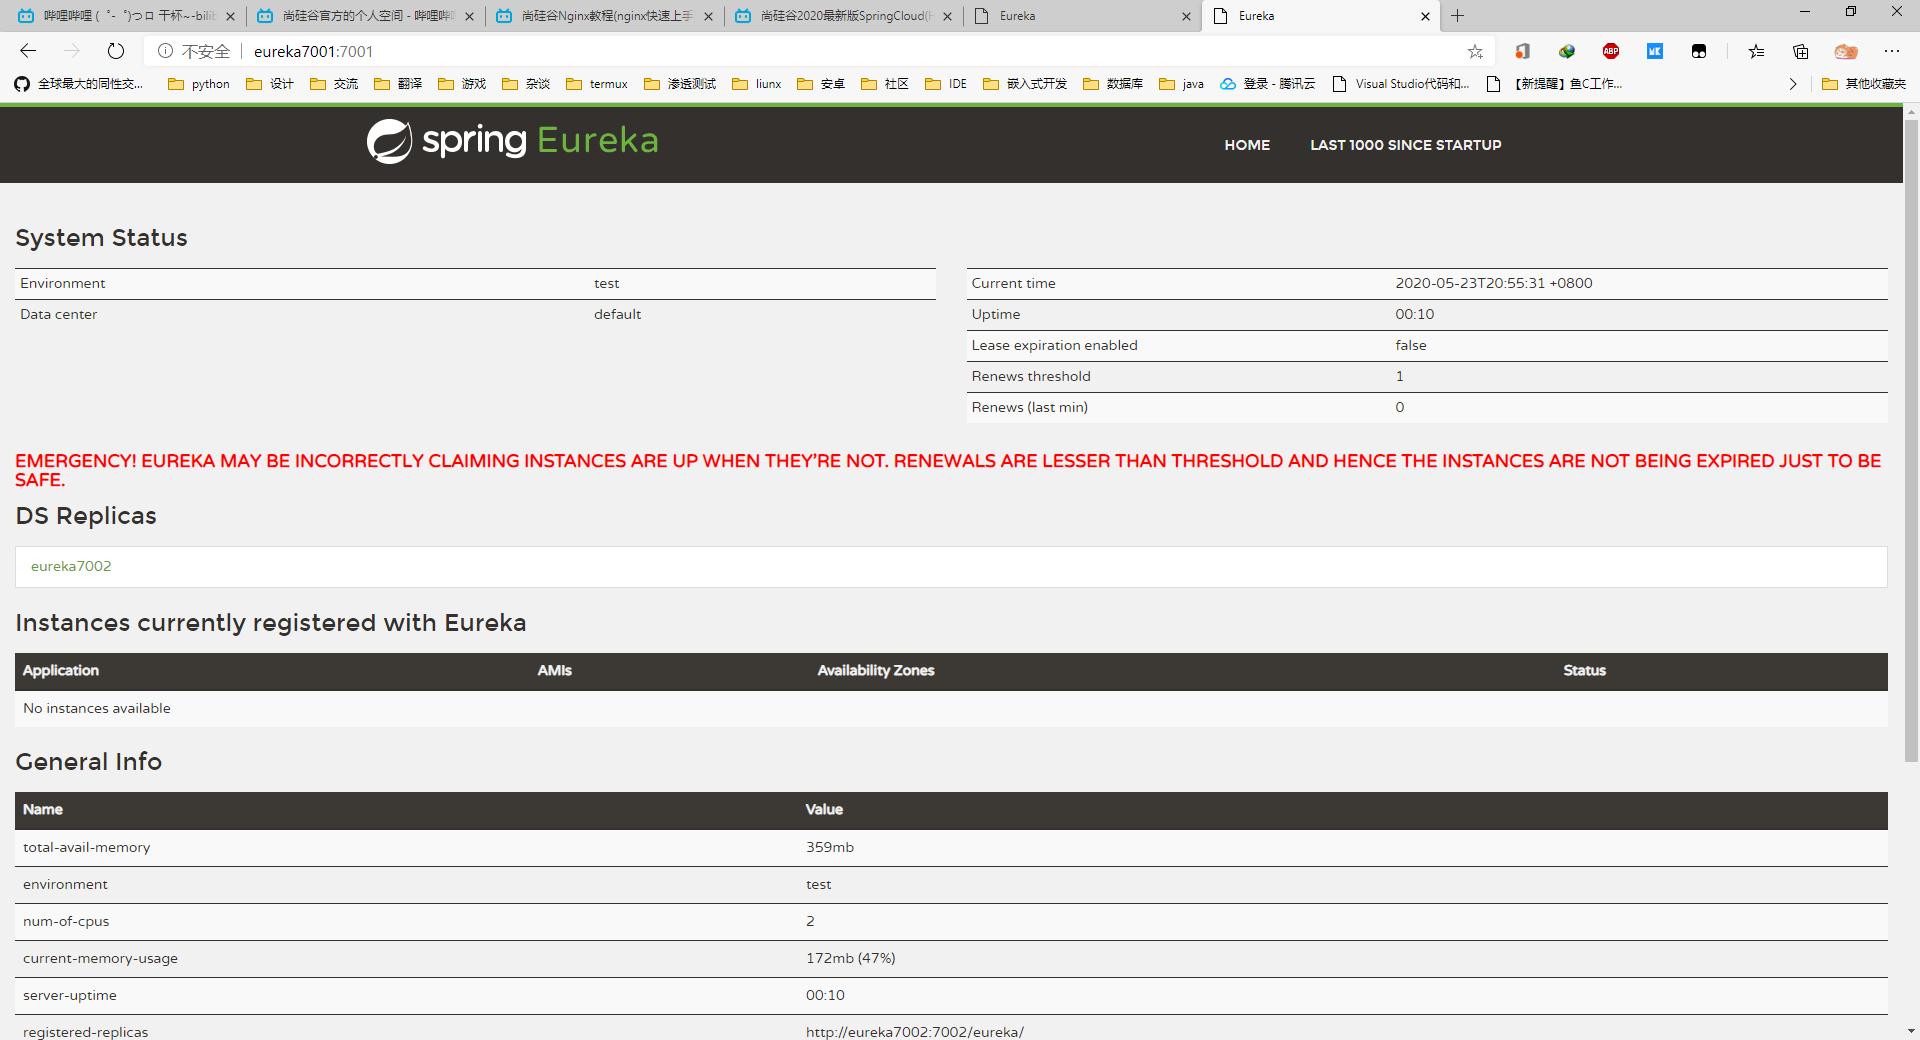 哔哩哔哩 ( ゜- ゜)つロ 干杯~-bilib
尚硅谷官方的个人空间 - 哔哩哔哩
尚硅谷Nginx教程(nginx快速上手
尚硅谷2020最新版SpringCloud(H
Eureka
Eureka
不安全 eureka7001:7001
全球最大的同性交... python 设计 交流 翻译 游戏 杂谈 termux 渗透测试 liunx 安卓 社区 IDE 嵌入式开发 数据库 java 登录 - 腾讯云 Visual Studio代码和... 【新提醒】鱼C工作... 其他收藏夹
spring Eureka
HOME LAST 1000 SINCE STARTUP
System Status
Environment test
Data center default
Current time 2020-05-23T20:55:31 +0800
Uptime 00:10
Lease expiration enabled false
Renews threshold 1
Renews (last min) 0
EMERGENCY! EUREKA MAY BE INCORRECTLY CLAIMING INSTANCES ARE UP WHEN THEY'RE NOT. RENEWALS ARE LESSER THAN THRESHOLD AND HENCE THE INSTANCES ARE NOT BEING EXPIRED JUST TO BE
SAFE.
DS Replicas
eureka7002
Instances currently registered with Eureka
Application AMIs Availability Zones Status
No instances available
General Info
Name Value
total-avail-memory 359mb
environment test
num-of-cpus 2
current-memory-usage 172mb (47%)
server-uptime 00:10
registered-replicas http://eureka7002:7002/eureka/